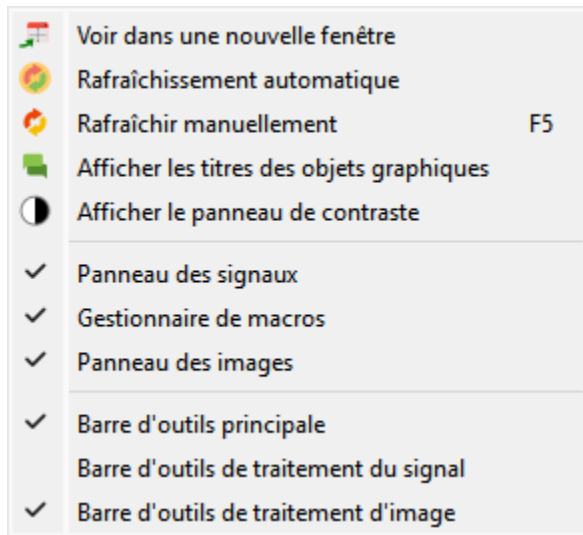 Voir dans une nouvelle fenêtre
Rafraîchissement automatique
Rafraîchir manuellement F5
Afficher les titres des objets graphiques
Afficher le panneau de contraste
Panneau des signaux
Gestionnaire de macros
Panneau des images
Barre d'outils principale
Barre d'outils de traitement du signal
Barre d'outils de traitement d'image